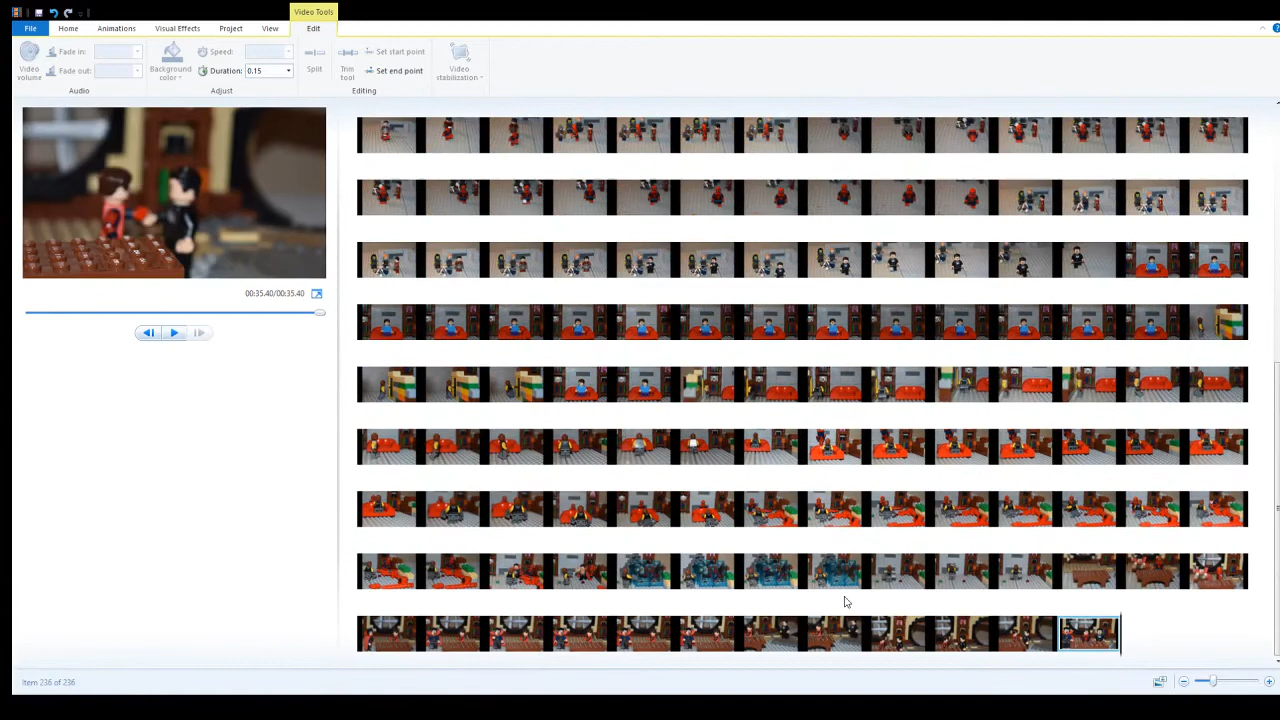 Video Tools
File Home Animations Visual Effects Project View Edit
Video volume
Fade in:
Fade out:
Audio
Background color
Speed:
Duration: 0.15
Adjust
Split
Trim tool
Set start point
Set end point
Editing
Video stabilization
00:35.40/00:35.40
Item 236 of 236